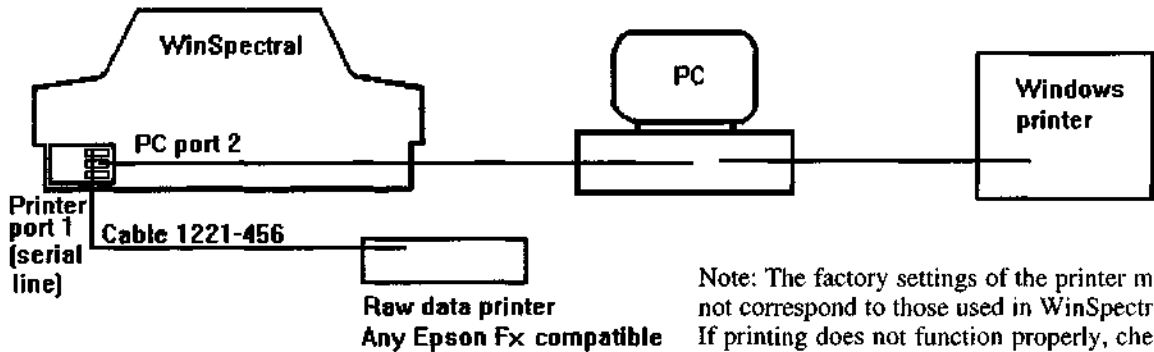 WinSpectral
PC
Windows
printer
PC port 2
Printer
port 1
(serial
line)
Cable 1221-456
Raw data printer
Any Epson Fx compatible
Note: The factory settings of the printer
not correspond to those used in
If printing does not function properly,